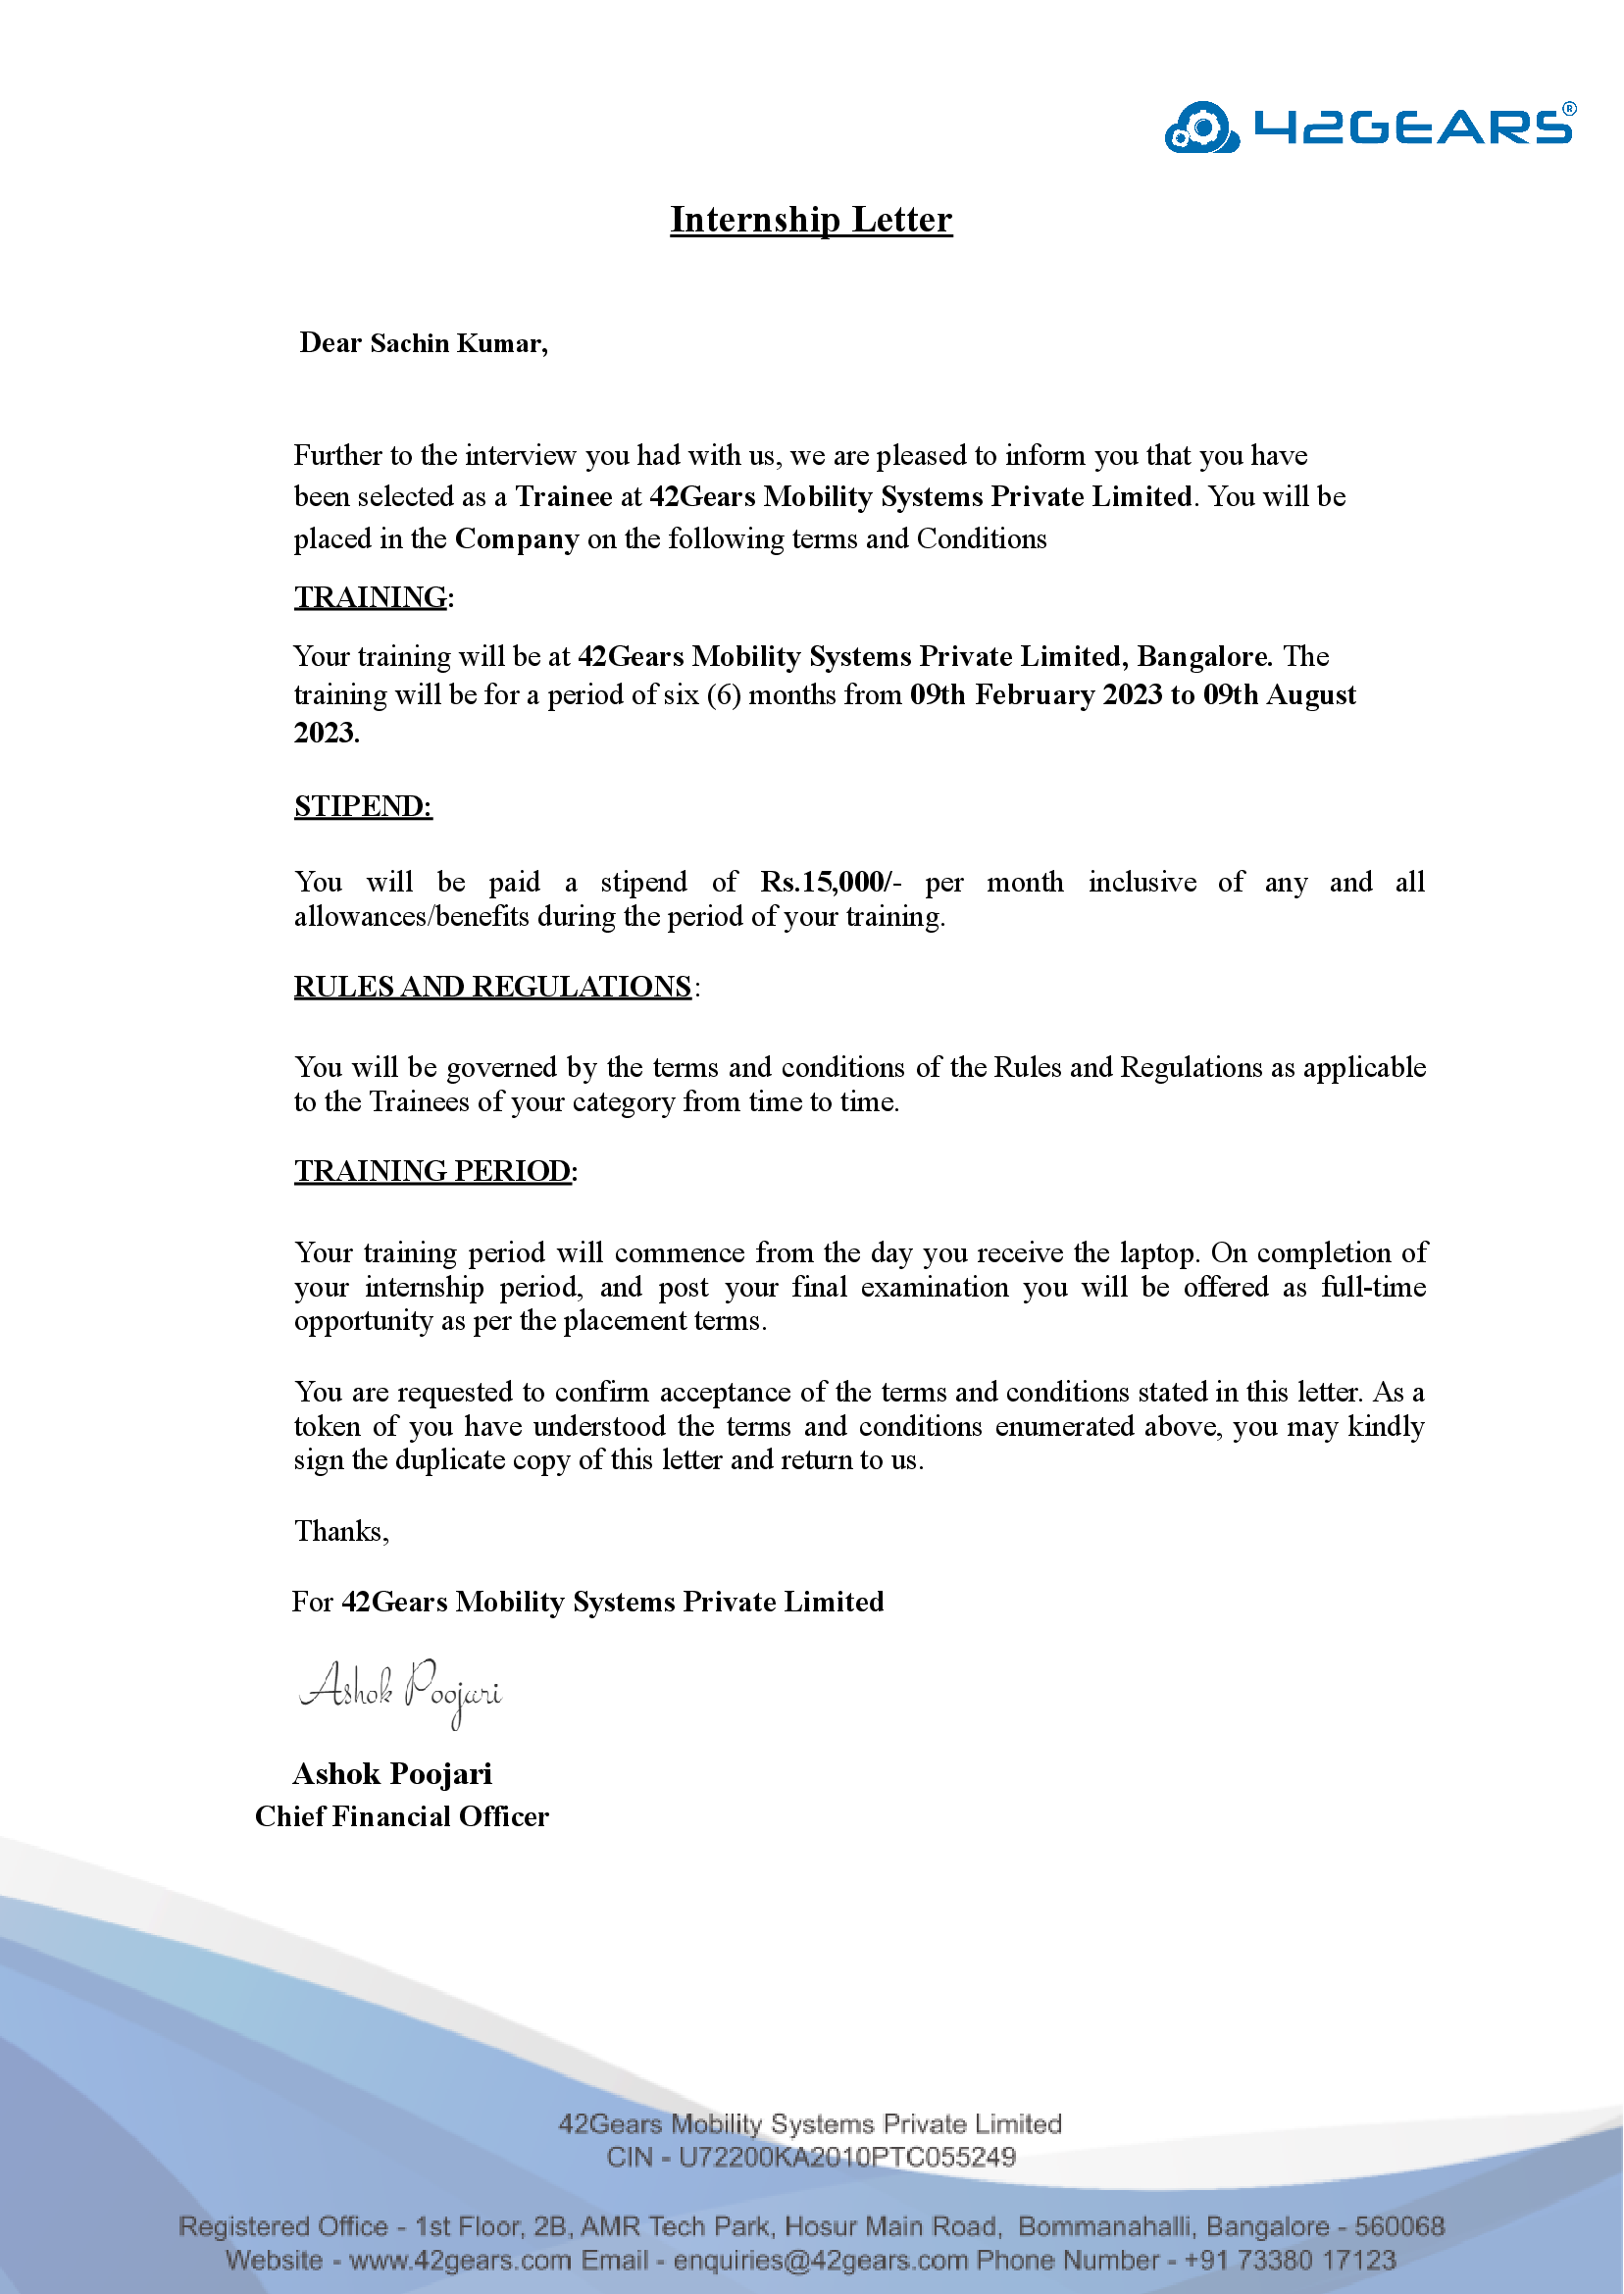 42GEARS®
Internship Letter
Dear Sachin Kumar,
Further to the interview you had with us, we are pleased to inform you that you have
been selected as a Trainee at 42Gears Mobility Systems Private Limited. You will be
placed in the Company on the following terms and Conditions
TRAINING:
Your training will be at 42Gears Mobility Systems Private Limited, Bangalore. The
training will be for a period of six (6) months from 09th February 2023 to 09th August
2023.
STIPEND:
You will be paid a stipend of Rs.15,000/- per month inclusive of any and all
allowances/benefits during the period of your training.
RULES AND REGULATIONS:
You will be governed by the terms and conditions of the Rules and Regulations as applicable
to the Trainees of your category from time to time.
TRAINING PERIOD:
Your training period will commence from the day you receive the laptop. On completion of
your internship period, and post your final examination you will be offered as full-time
opportunity as per the placement terms.
You are requested to confirm acceptance of the terms and conditions stated in this letter. As a
token of you have understood the terms and conditions enumerated above, you may kindly
sign the duplicate copy of this letter and return to us.
Thanks,
For 42Gears Mobility Systems Private Limited
Ashok Poojari
Ashok Poojari
Chief Financial Officer
42Gears Mobility Systems Private Limited
CIN - U72200KA2010PTC055249
Registered Office - 1st Floor, 2B, AMR Tech Park, Hosur Main Road, Bommanahalli, Bangalore - 560068
Website - www.42gears.com Email - enquiries@42gears.com Phone Number - +91 73380 17123